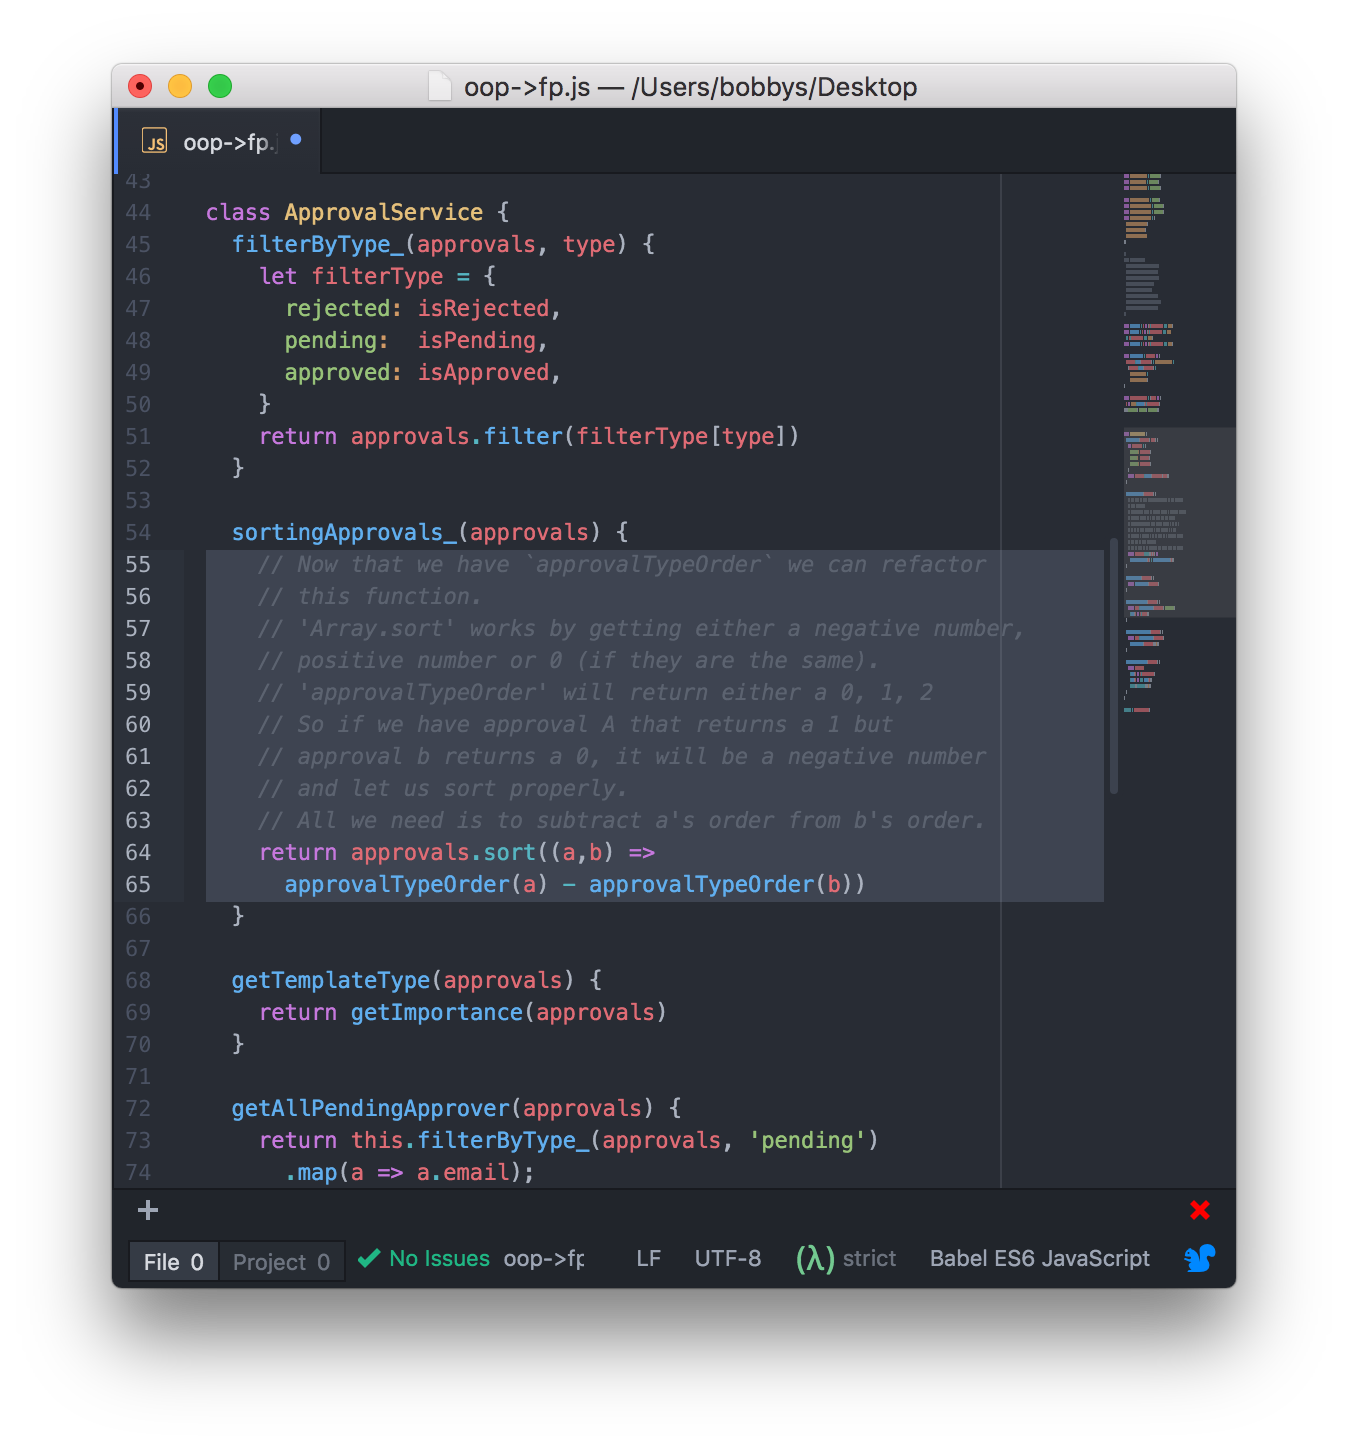 oop->fp.js — /Users/bobbys/Desktop
JS oop->fp.j
43
44 class ApprovalService {
45 filterByType_(approvals, type) {
46 let filterType = {
47 rejected: isRejected,
48 pending: isPending,
49 approved: isApproved,
50 }
51 return approvals.filter(filterType[type])
52 }
53
54 sortingApprovals_(approvals) {
55 // Now that we have `approvalTypeOrder` we can refactor
56 // this function.
57 // 'Array.sort' works by getting either a negative number,
58 // positive number or 0 (if they are the same).
59 // 'approvalTypeOrder' will return either a 0, 1, 2
60 // So if we have approval A that returns a 1 but
61 // approval b returns a 0, it will be a negative number
62 // and let us sort properly.
63 // All we need is to subtract a's order from b's order.
64 return approvals.sort((a,b) =>
65 approvalTypeOrder(a) - approvalTypeOrder(b))
66 }
67
68 getTemplateType(approvals) {
69 return getImportance(approvals)
70 }
71
72 getAllPendingApprover(approvals) {
73 return this.filterByType_(approvals, 'pending')
74 .map(a => a.email);
File 0 Project 0 No Issues oop->fp LF UTF-8 (λ) strict Babel ES6 JavaScript